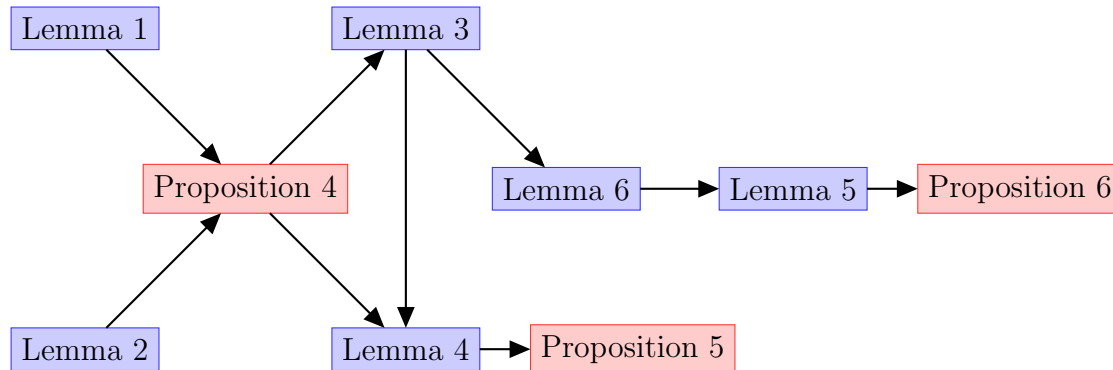 Lemma 1
Lemma 3
Proposition 4
Lemma 6
Lemma 5
Proposition 6
Lemma 2
Lemma 4
Proposition 5